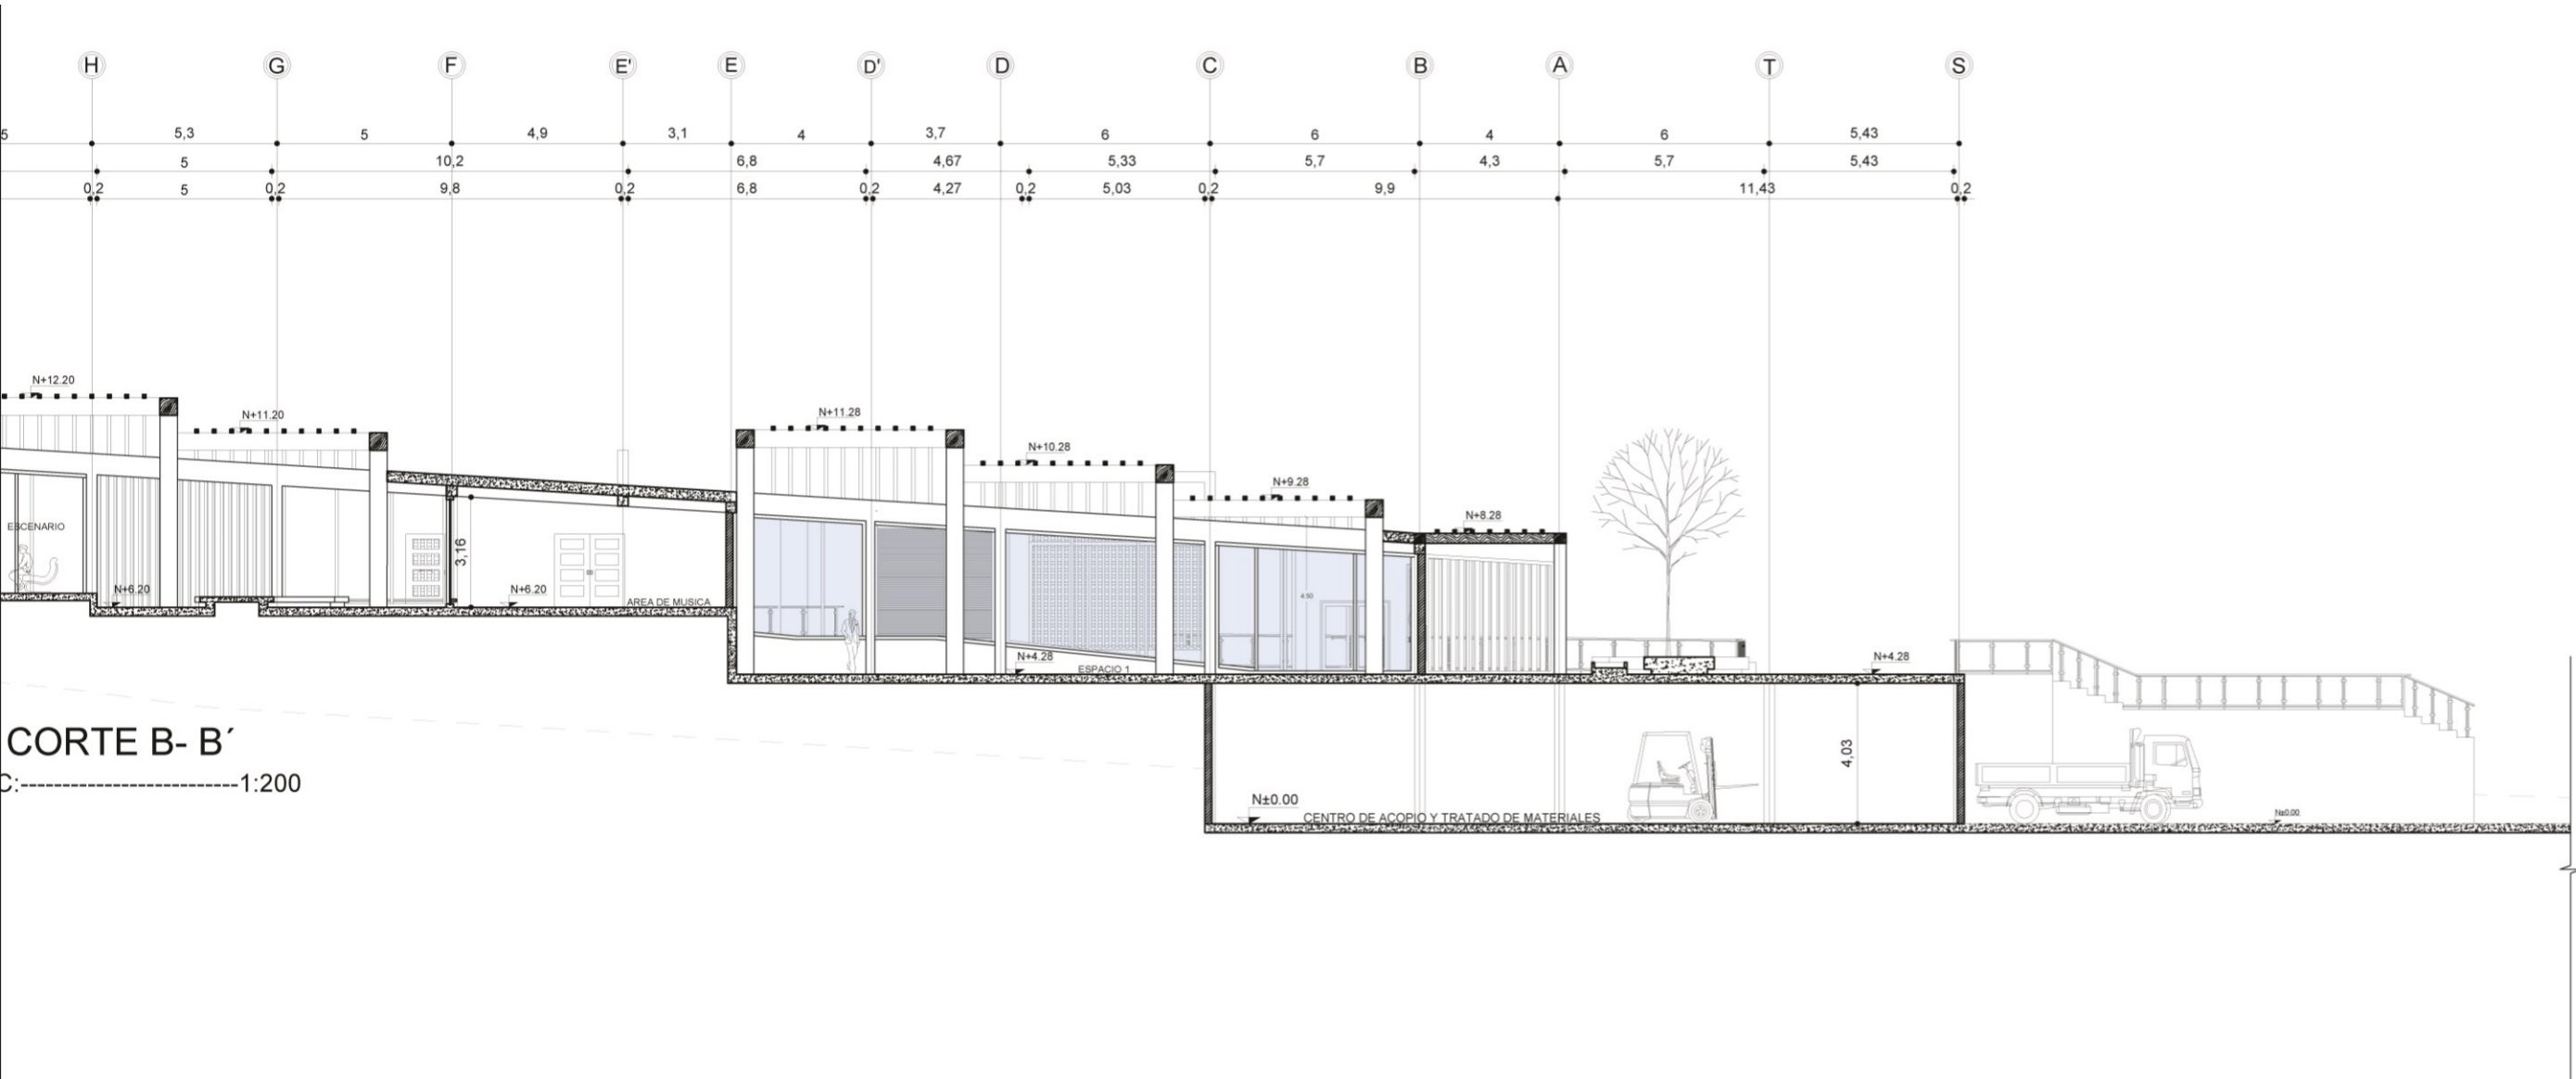 H G F E' E D' D C B A T S
5 5,3 5 4,9 3,1 4 3,7 6 6 4 6 5,43
5 10,2 6,8 4,67 5,33 5,7 4,3 5,7 5,43
0,2 5 0,2 9,8 0,2 6,8 0,2 4,27 0,2 5,03 0,2 9,9 11,43 0,2
N+12.20
N+11.20
N+11.28
N+10.28
N+9.28
N+8.28
ESCENARIO
3,16
4.50
N+6.20
N+6.20
AREA DE MUSICA
N+4.28
ESPACIO 1
N+4.28
CORTE B- B´
C:--------------------------1:200
4,03
N±0.00
CENTRO DE ACOPIO Y TRATADO DE MATERIALES
N±0.00